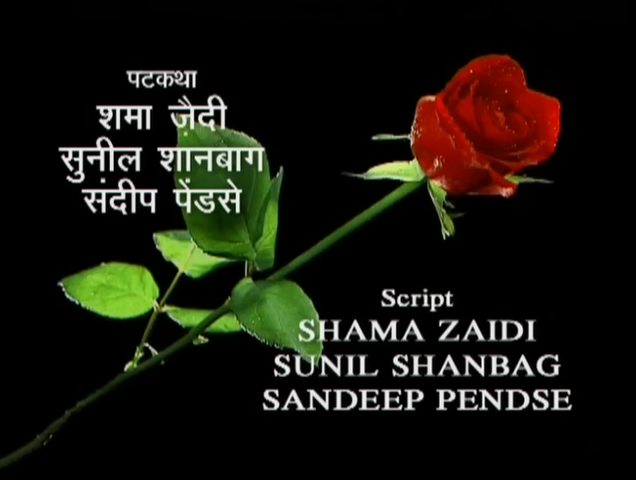 पटकथा
शमा ज़ैदी
सुनील शानबाग
संदीप पेंडसे
Script
SHAMA ZAIDI
SUNIL SHANBAG
SANDEEP PENDSE